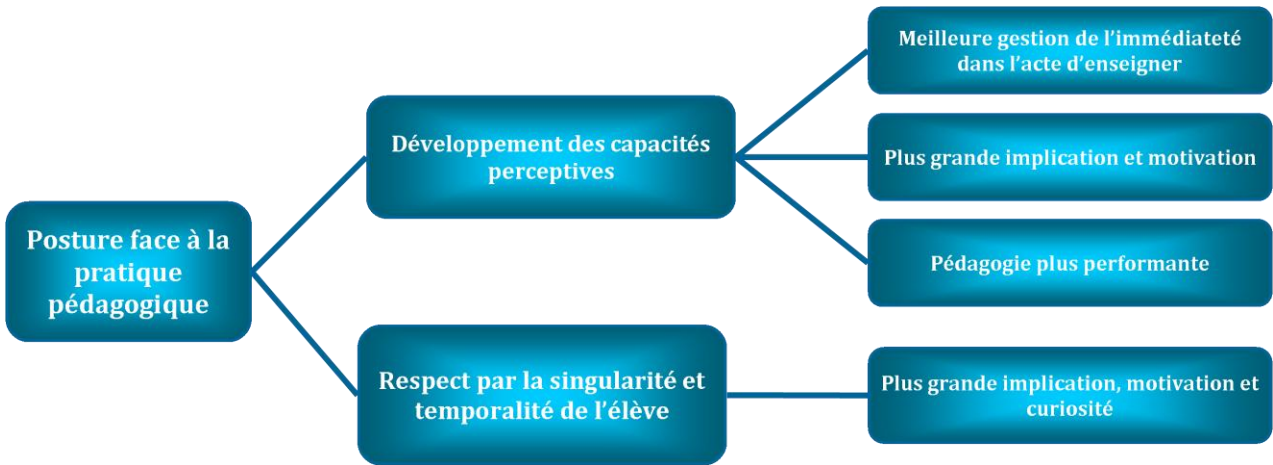 Meilleure gestion de l’immédiateté
dans l’acte d’enseigner
Développement des capacités
perceptives
Plus grande implication et motivation
Posture face à la
pratique
pédagogique
Pédagogie plus performante
Respect par la singularité et
temporalité de l’élève
Plus grande implication, motivation et
curiosité